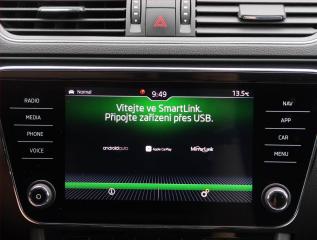 Normal
9:49
13.5°C
RADIO
MEDIA
PHONE
VOICE
NAV
APP
CAR
MENU
Vítejte ve SmartLink.
Připojte zařízení přes USB.
androidauto
Apple CarPlay
MirrorLink